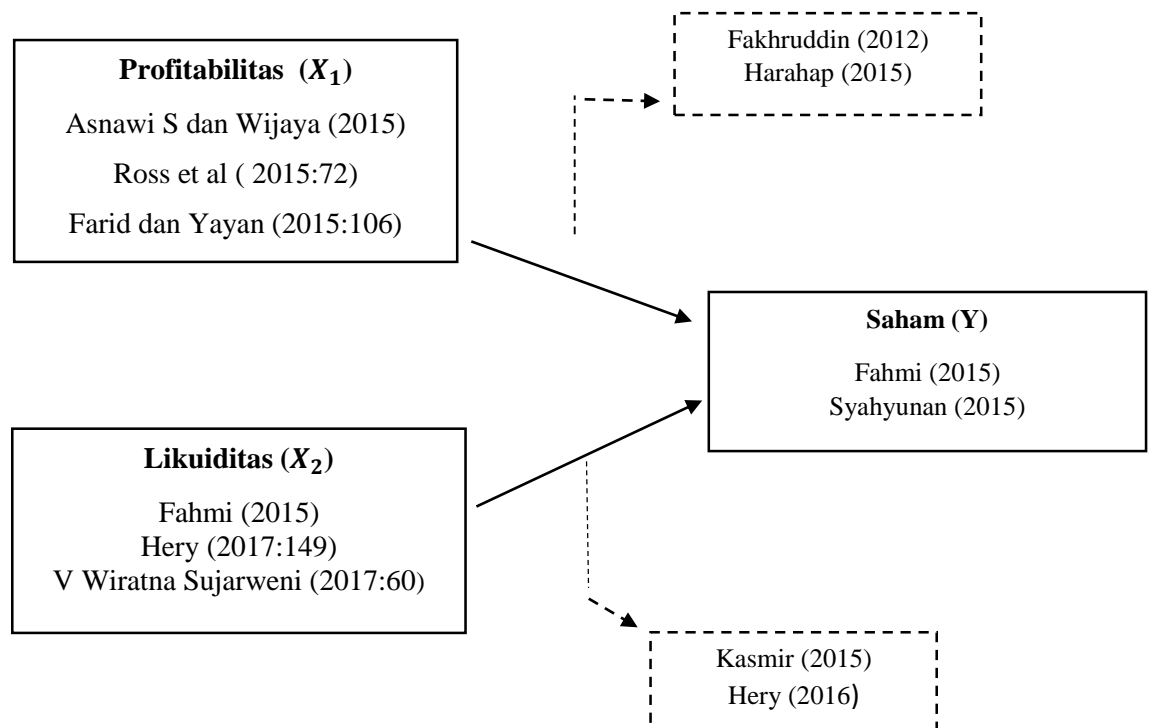 Profitabilitas (X₁)
Asnawi S dan Wijaya (2015)
Ross et al ( 2015:72)
Farid dan Yayan (2015:106)
Fakhruddin (2012)
Harahap (2015)
Saham (Y)
Fahmi (2015)
Syahyunan (2015)
Likuiditas (X₂)
Fahmi (2015)
Hery (2017:149)
V Wiratna Sujarweni (2017:60)
Kasmir (2015)
Hery (2016)